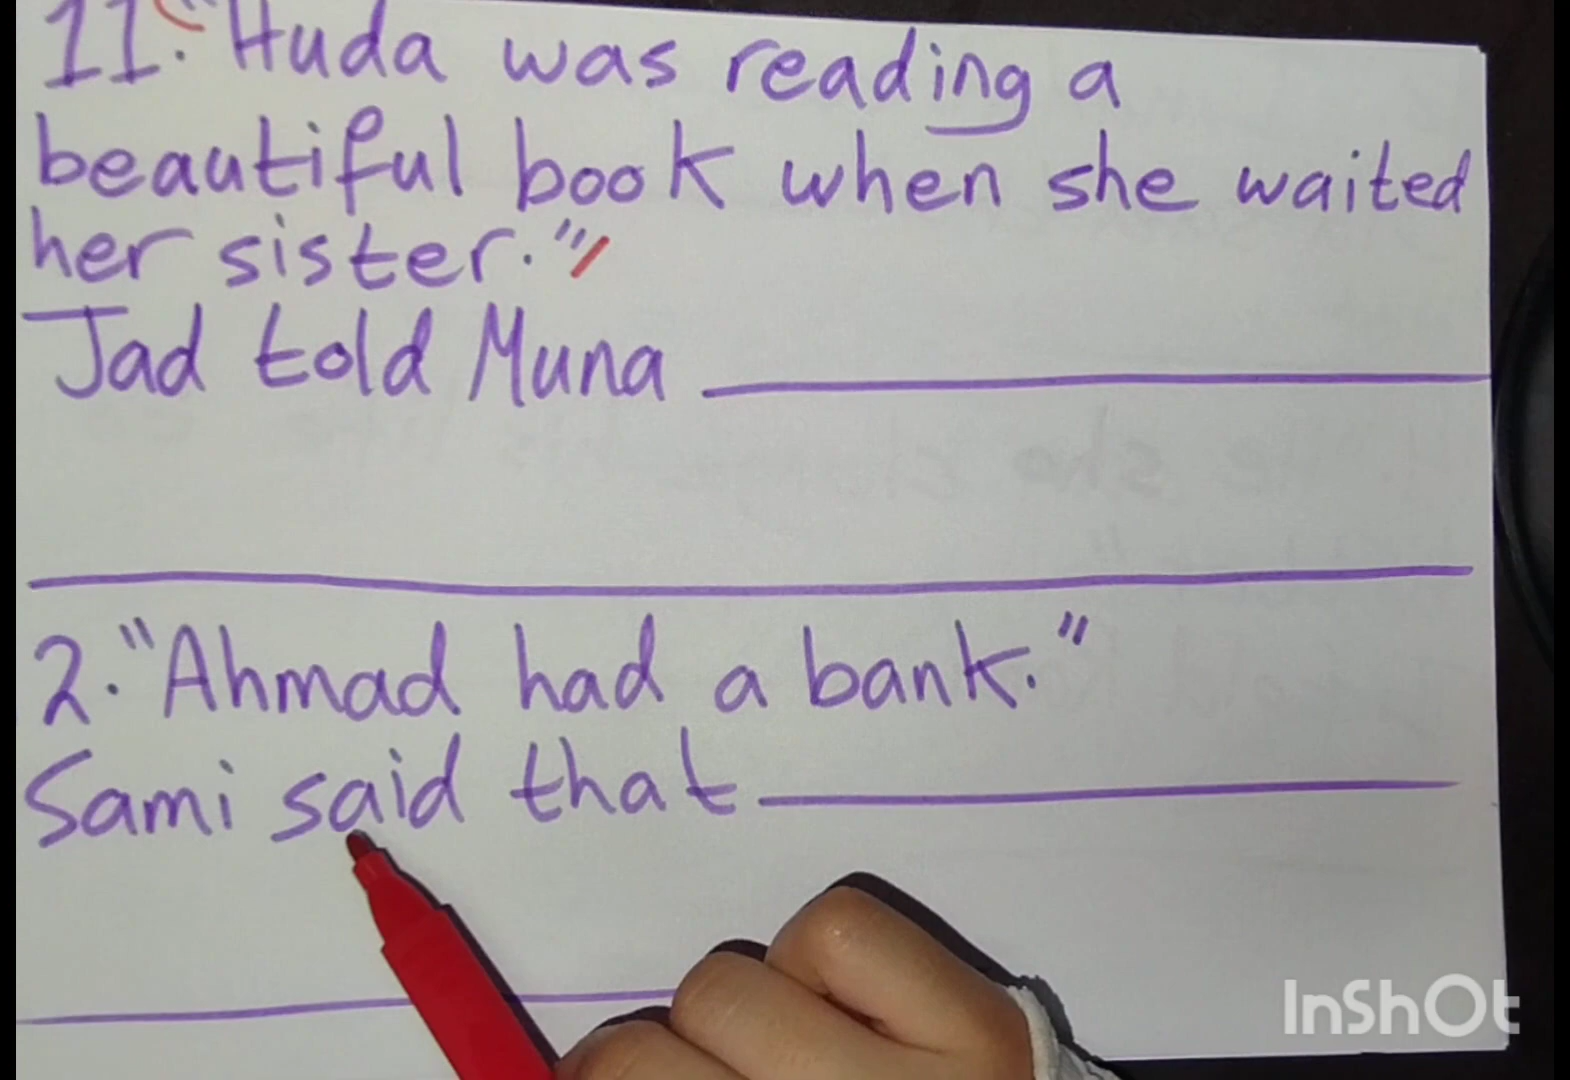 11. "Huda was reading a
beautiful book when she waited
her sister."
Jad told Muna
2. "Ahmad had a bank."
Sami said that
InShOt